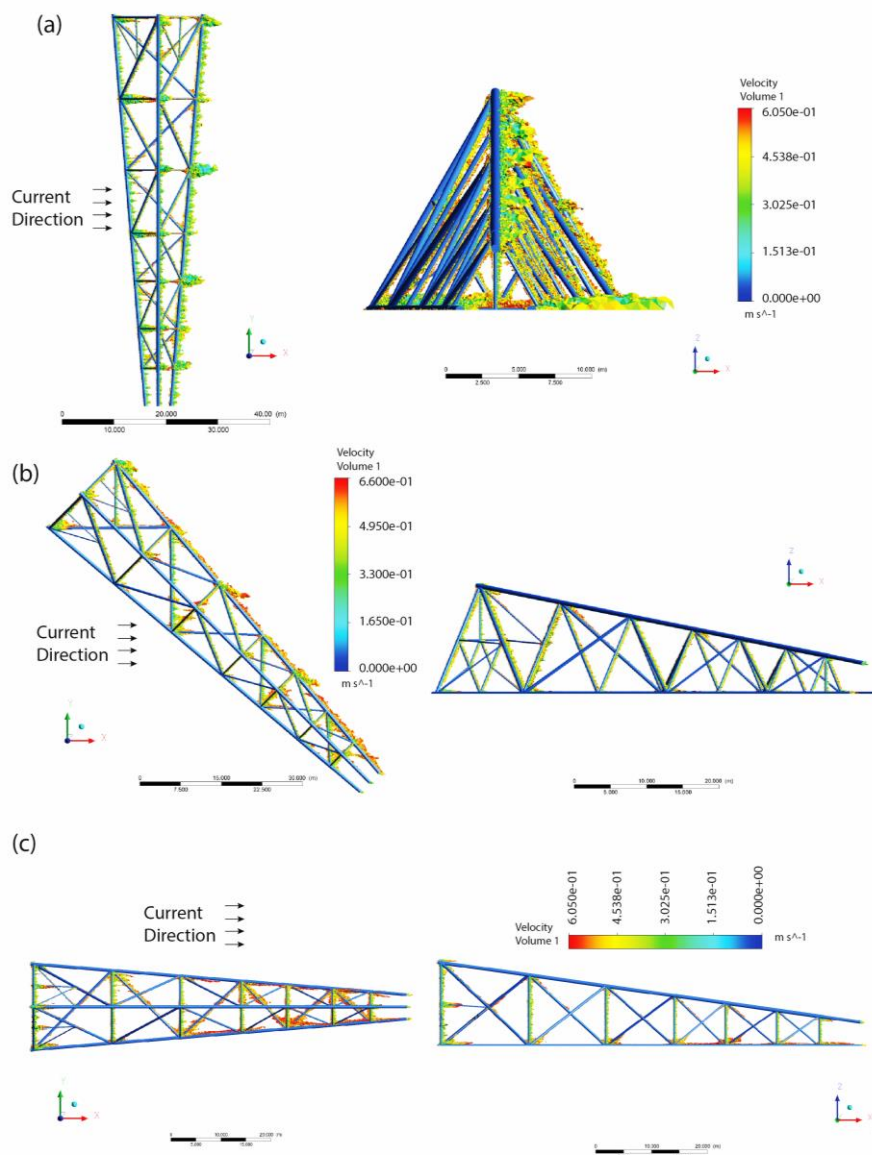 (a)
Current
Direction
Y
X
0 20.000 40.00 (m)
10.000 30.000
Velocity
Volume 1
6.050e-01
4.538e-01
3.025e-01
1.513e-01
0.000e+00
m s^-1
Z
X
0 5.000 10.000 (m)
2.500 7.500
(b)
Velocity
Volume 1
6.600e-01
4.950e-01
3.300e-01
1.650e-01
0.000e+00
m s^-1
Current
Direction
Y
X
0 15.000 30.000 (m)
7.500 22.500
Z
X
0 10.000 20.000 (m)
5.000 15.000
(c)
Current
Direction
6.050e-01
4.538e-01
3.025e-01
1.513e-01
0.000e+00
Velocity
Volume 1
m s^-1
Y
X
0 10.000
Z
X
0 10.000 20.000 (m)